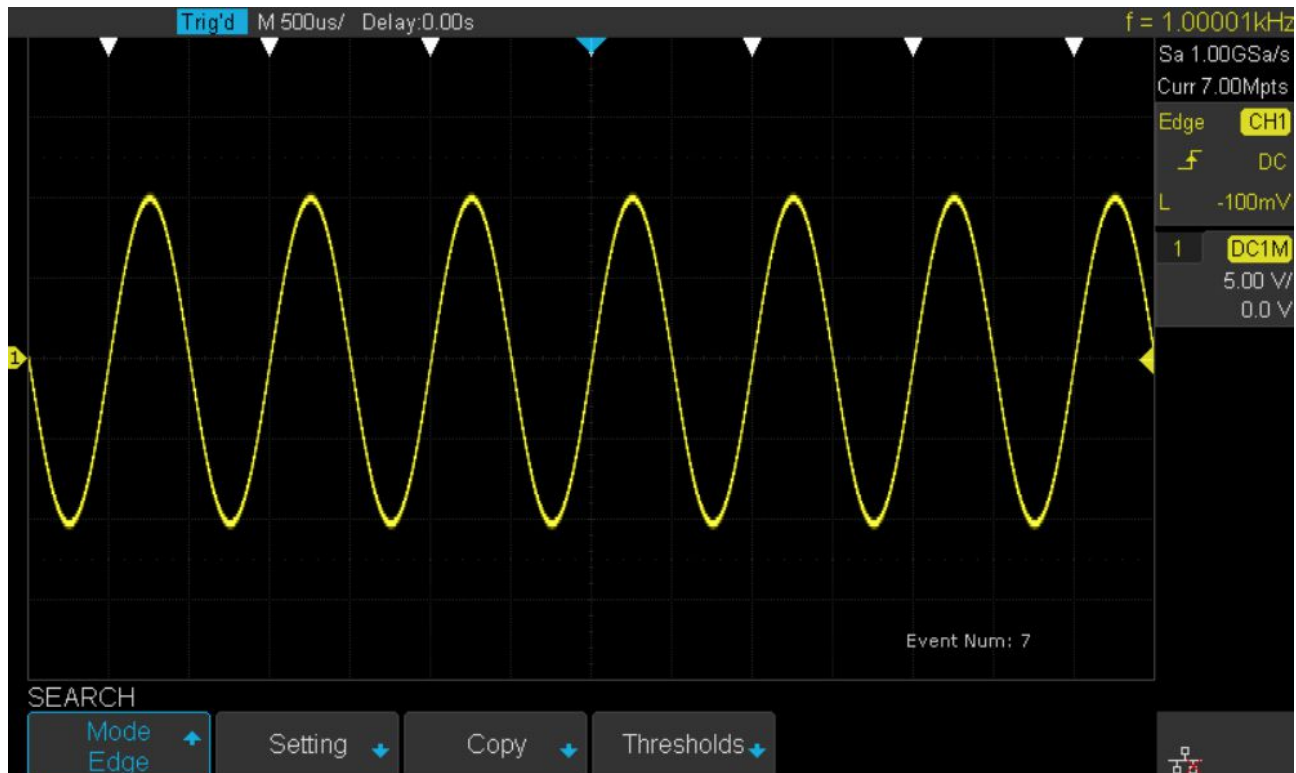 Trig'd M 500us/ Delay:0.00s f = 1.00001kHz
Sa 1.00GSa/s
Curr 7.00Mpts
Edge CH1
DC
L -100mV
1 DC1M
5.00 V/
0.0 V
1
Event Num: 7
SEARCH
Mode
Edge
Setting
Copy
Thresholds